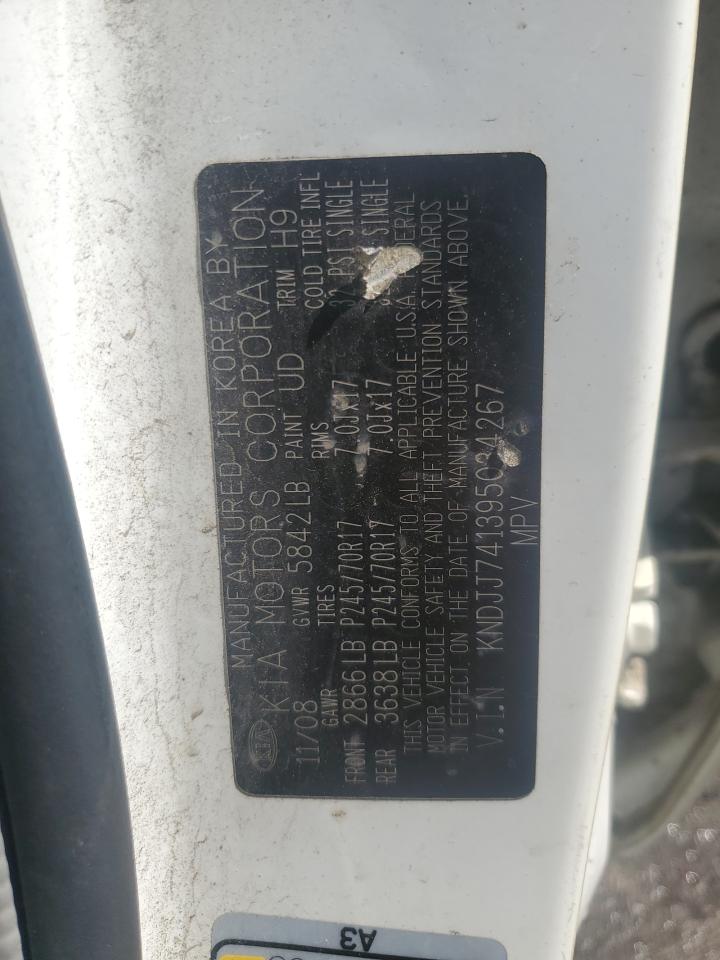 MANUFACTURED IN KOREA BY
KIA
KIA MOTORS CORPORATION
11/08 GVWR 5842LB PAINT UD TRIM H9
GAWR TIRES RIMS COLD TIRE INFL
FRONT 2866LB P245/70R17 7.0Jx17 32 PSI SINGLE
REAR 3638LB P245/70R17 7.0Jx17 SINGLE
THIS VEHICLE CONFORMS TO ALL APPLICABLE U.S.A.
MOTOR VEHICLE SAFETY AND THEFT PREVENTION STANDARDS
IN EFFECT ON THE DATE OF MANUFACTURE SHOWN ABOVE.
V.I.N KNDJJ741395034267
MPV
A3